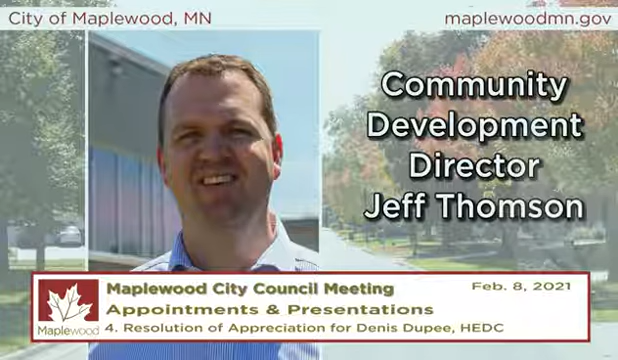 City of Maplewood, MN
maplewoodmn.gov
Community
Development
Director
Jeff Thomson
Maplewood City Council Meeting
Feb. 8, 2021
Appointments & Presentations
4. Resolution of Appreciation for Denis Dupee, HEDC
Maplewood